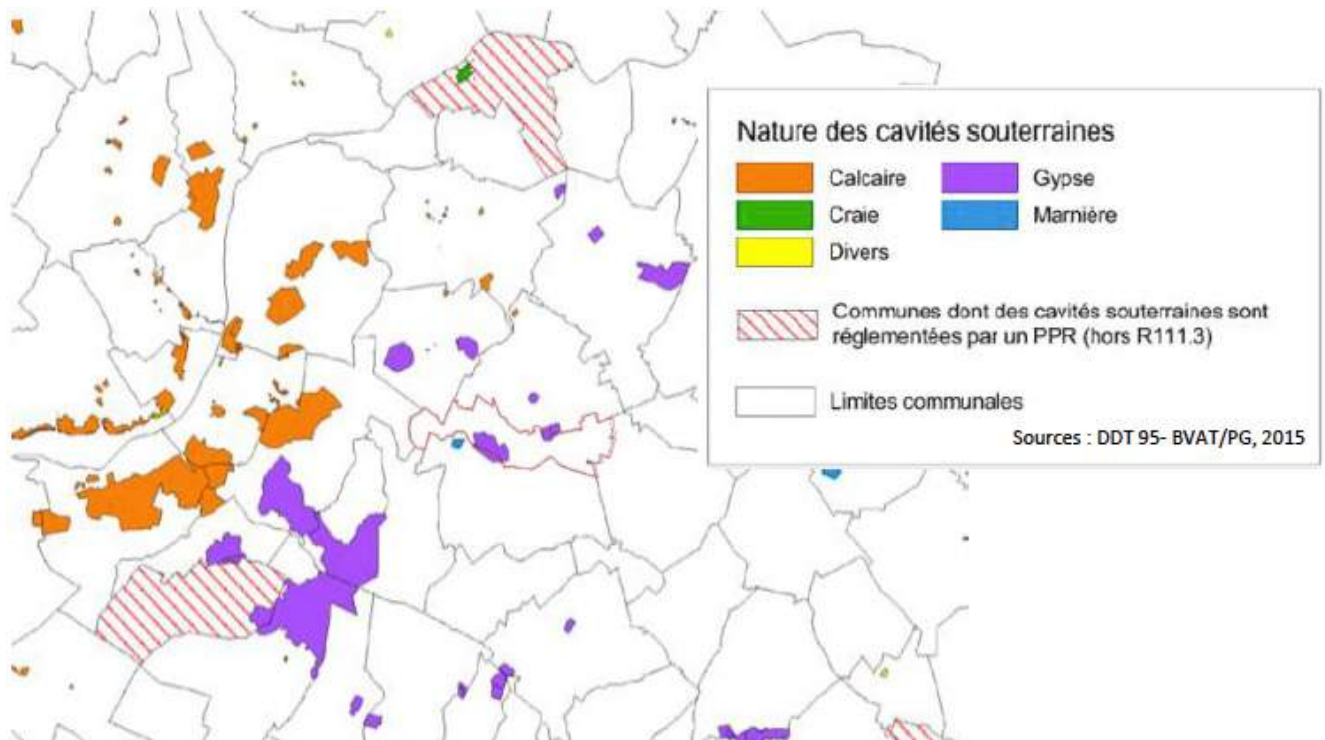 Nature des cavités souterraines
Calcaire
Gypse
Craie
Marnière
Divers
Communes dont des cavités souterraines sont
réglementées par un PPR (hors R111.3)
Limites communales
Sources : DDT 95- BVAT/PG, 2015